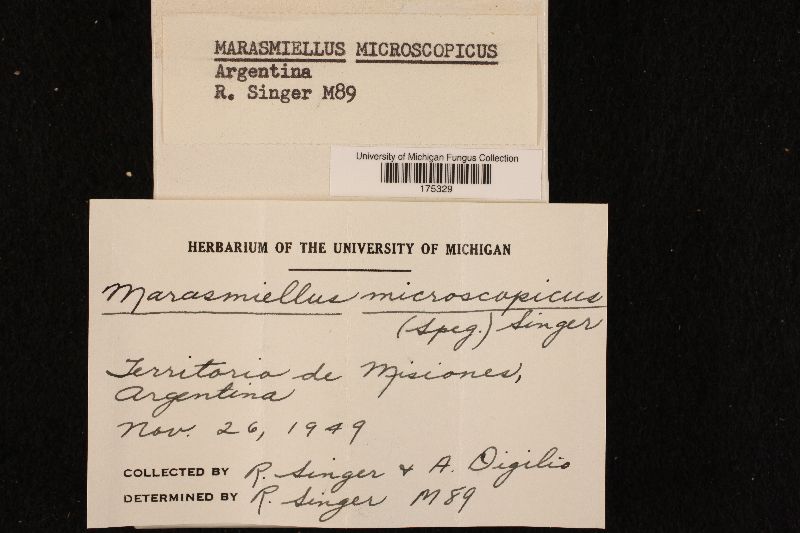 MARASMIELLUS MICROSCOPICUS
Argentina
R. Singer M89
University of Michigan Fungus Collection
175329
HERBARIUM OF THE UNIVERSITY OF MICHIGAN
Marasmiellus microscopicus
(Speg.) Singer
Territorio de Misiones,
Argentina
Nov. 26, 1949
COLLECTED BY R. Singer & A. Digilio
DETERMINED BY R. Singer M89